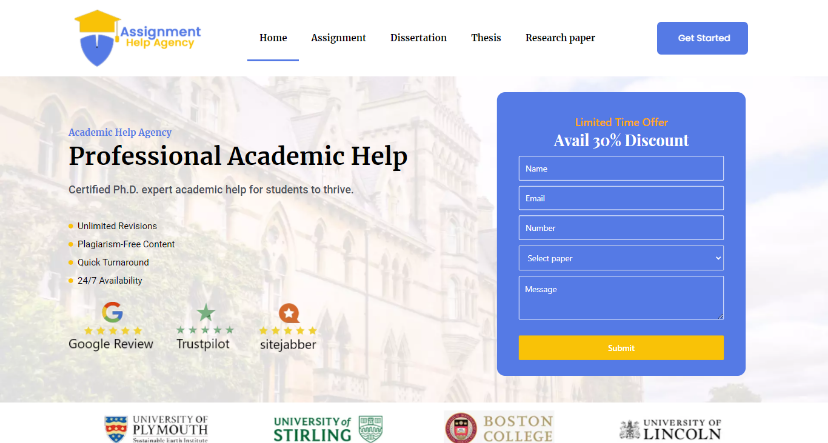 Assignment
Help Agency
Home
Assignment
Dissertation
Thesis
Research paper
Get Started
Academic Help Agency
Professional Academic Help
Certified Ph.D. expert academic help for students to thrive.
Unlimited Revisions
Plagiarism-Free Content
Quick Turnaround
24/7 Availability
Google Review
Trustpilot
sitejabber
Limited Time Offer
Avail 30% Discount
Name
Email
Number
Select paper
Message
Submit
UNIVERSITY OF
PLYMOUTH
Sustainable Earth Institute
UNIVERSITY of
STIRLING
BOSTON
COLLEGE
UNIVERSITY OF
LINCOLN